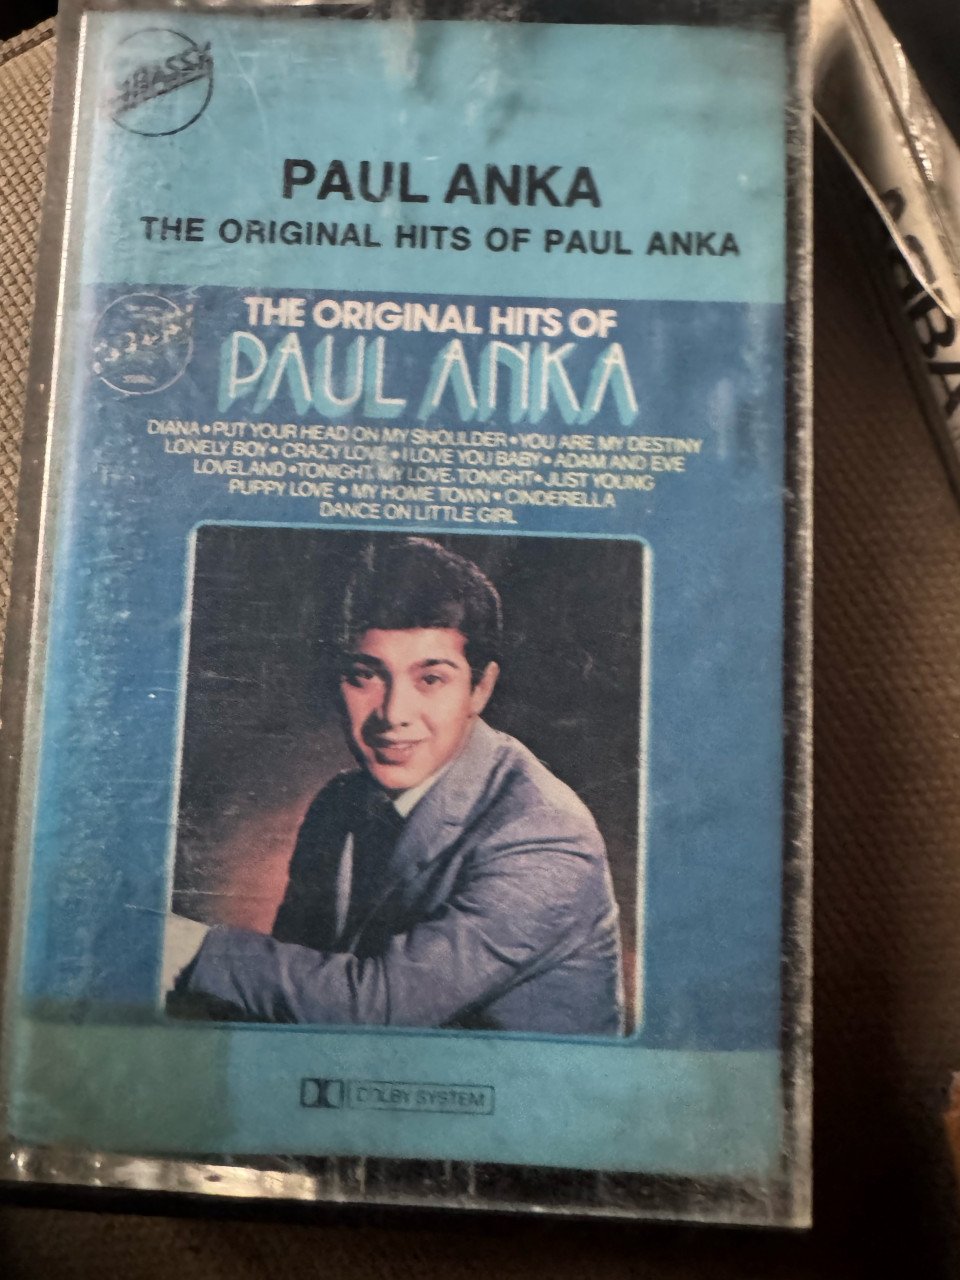 PAUL ANKA
THE ORIGINAL HITS OF PAUL ANKA
THE ORIGINAL HITS OF
PAUL ANKA
DIANA • PUT YOUR HEAD ON MY SHOULDER • YOU ARE MY DESTINY
LONELY BOY • CRAZY LOVE • I LOVE YOU BABY • ADAM AND EVE
LOVELAND • TONIGHT, MY LOVE, TONIGHT • JUST YOUNG
PUPPY LOVE • MY HOME TOWN • CINDERELLA
DANCE ON LITTLE GIRL
DOLBY SYSTEM